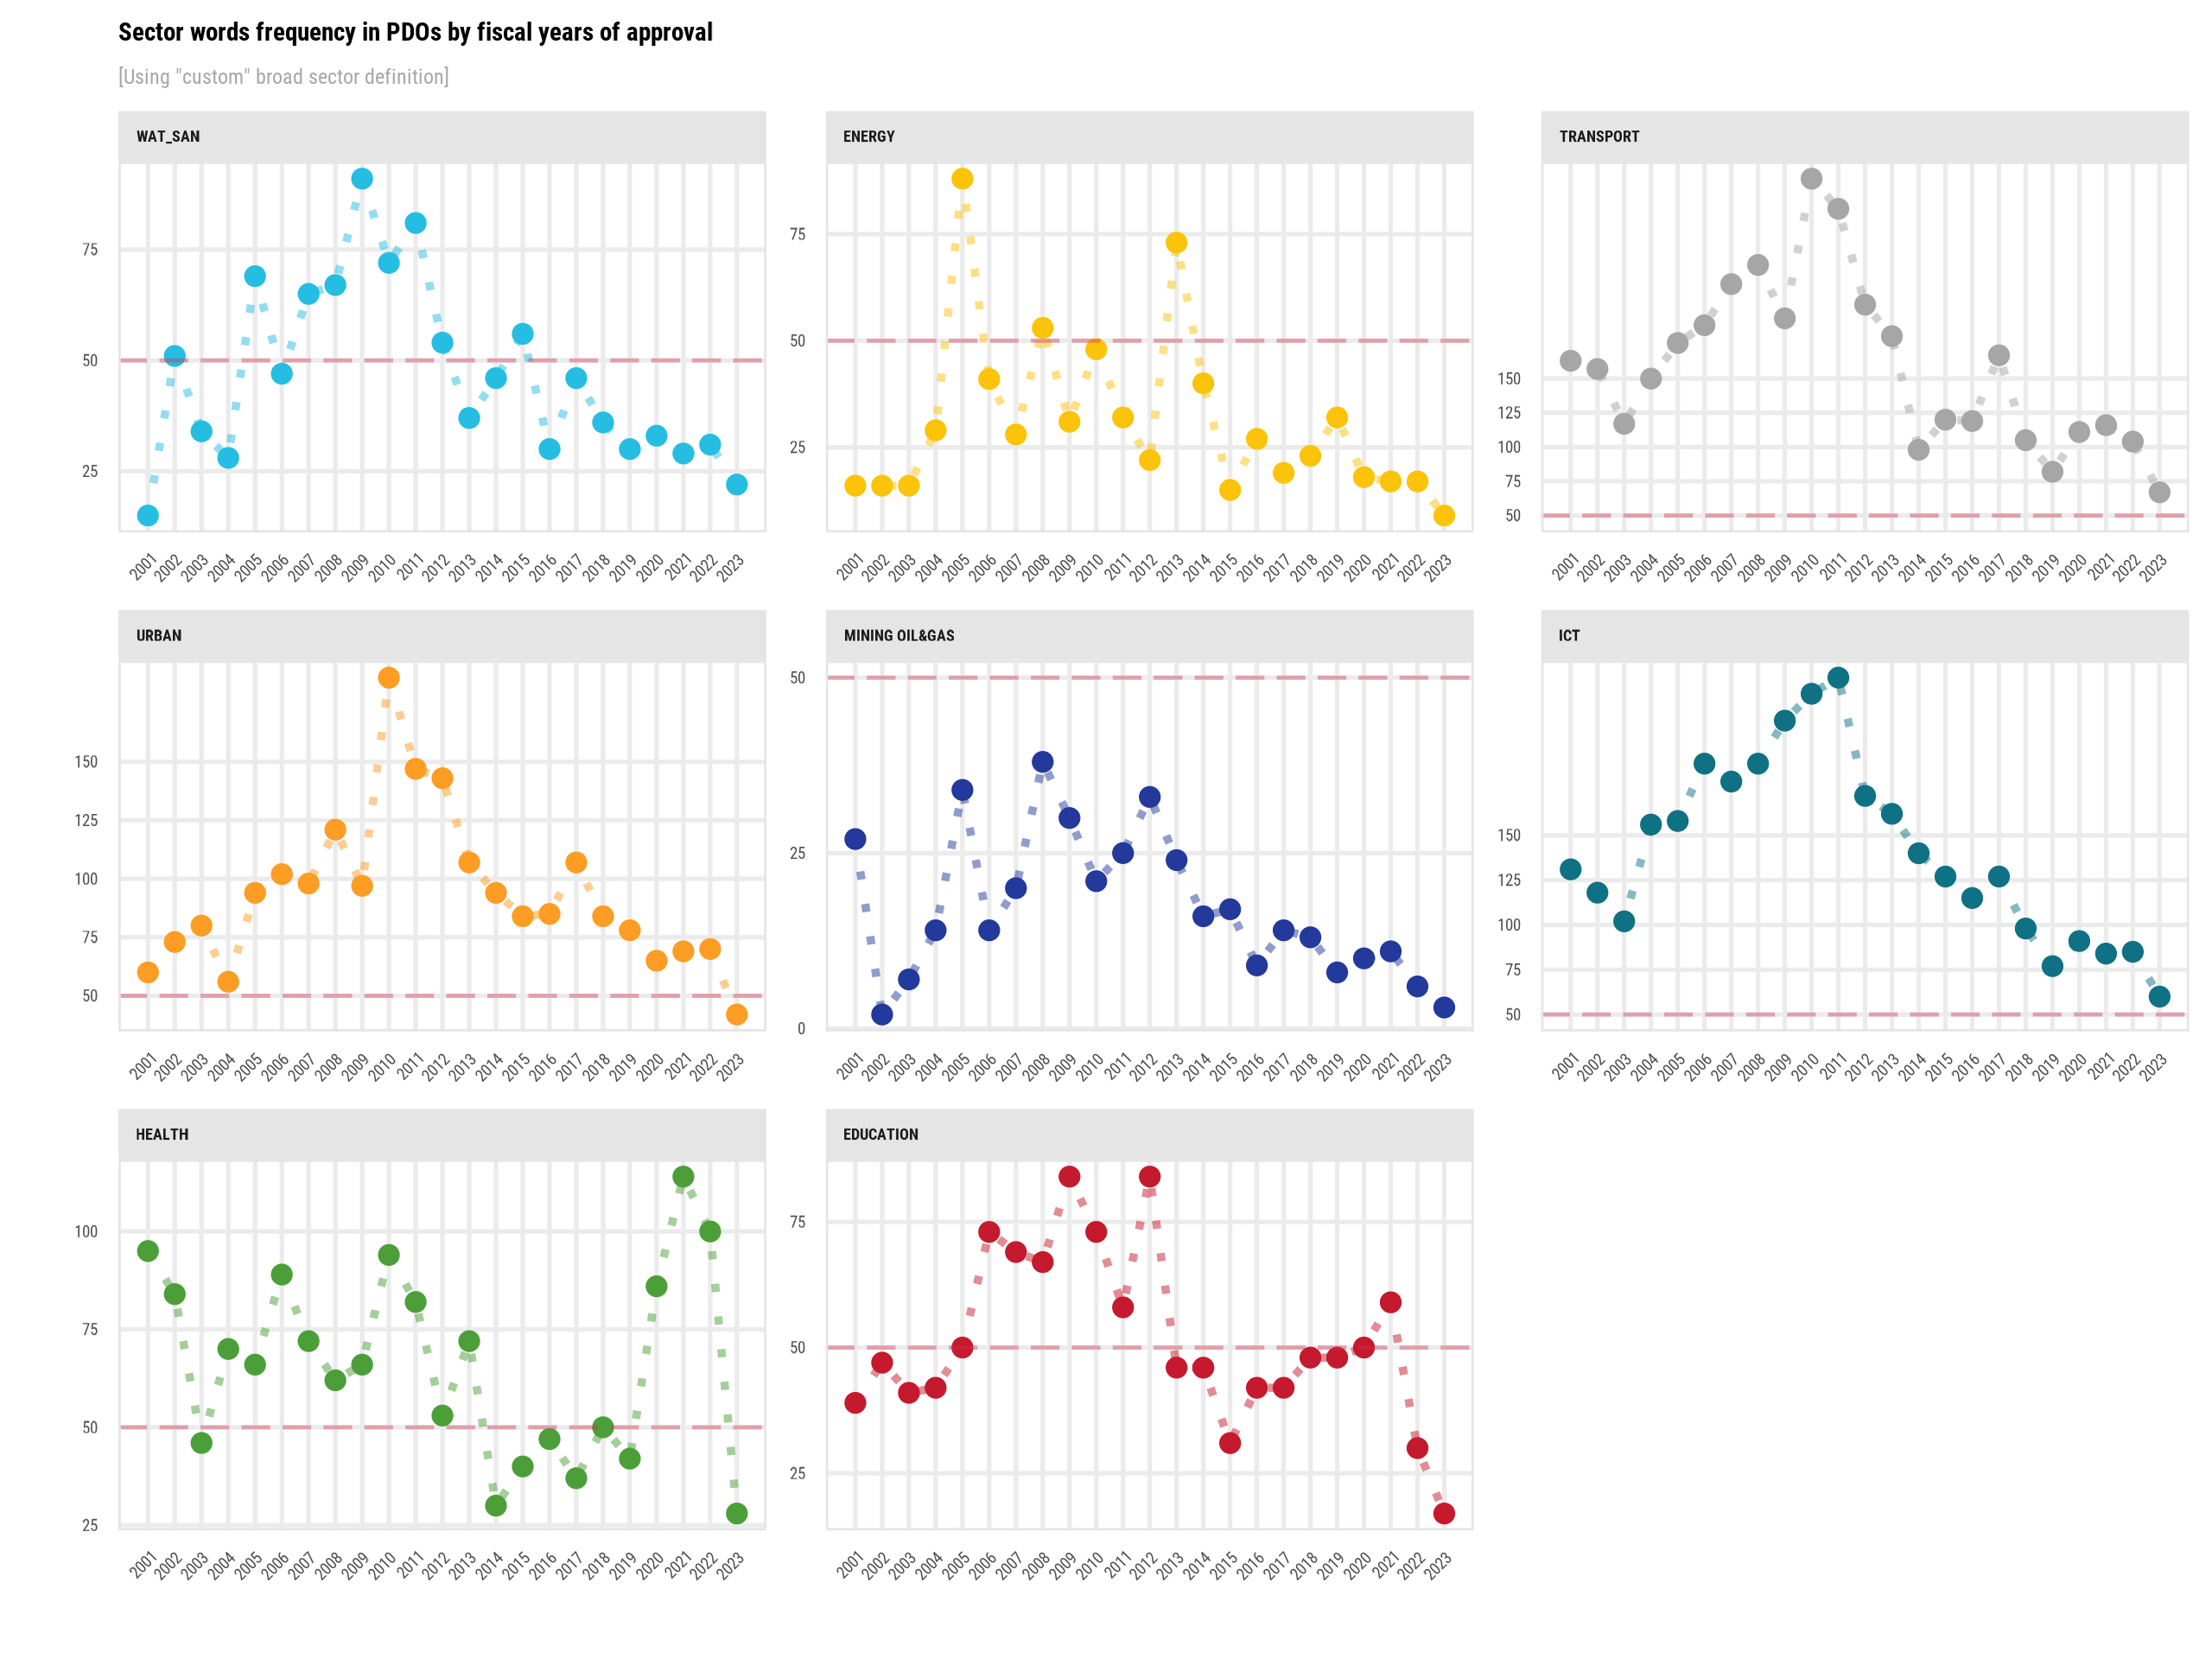 Sector words frequency in PDOs by fiscal years of approval
[Using "custom" broad sector definition]
WAT_SAN
75
50
25
2001 2002 2003 2004 2005 2006 2007 2008 2009 2010 2011 2012 2013 2014 2015 2016 2017 2018 2019 2020 2021 2022 2023
ENERGY
75
50
25
2001 2002 2003 2004 2005 2006 2007 2008 2009 2010 2011 2012 2013 2014 2015 2016 2017 2018 2019 2020 2021 2022 2023
TRANSPORT
150
125
100
75
50
2001 2002 2003 2004 2005 2006 2007 2008 2009 2010 2011 2012 2013 2014 2015 2016 2017 2018 2019 2020 2021 2022 2023
URBAN
150
125
100
75
50
2001 2002 2003 2004 2005 2006 2007 2008 2009 2010 2011 2012 2013 2014 2015 2016 2017 2018 2019 2020 2021 2022 2023
MINING OIL&GAS
50
25
0
2001 2002 2003 2004 2005 2006 2007 2008 2009 2010 2011 2012 2013 2014 2015 2016 2017 2018 2019 2020 2021 2022 2023
ICT
150
125
100
75
50
2001 2002 2003 2004 2005 2006 2007 2008 2009 2010 2011 2012 2013 2014 2015 2016 2017 2018 2019 2020 2021 2022 2023
HEALTH
100
75
50
25
2001 2002 2003 2004 2005 2006 2007 2008 2009 2010 2011 2012 2013 2014 2015 2016 2017 2018 2019 2020 2021 2022 2023
EDUCATION
75
50
25
2001 2002 2003 2004 2005 2006 2007 2008 2009 2010 2011 2012 2013 2014 2015 2016 2017 2018 2019 2020 2021 2022 2023